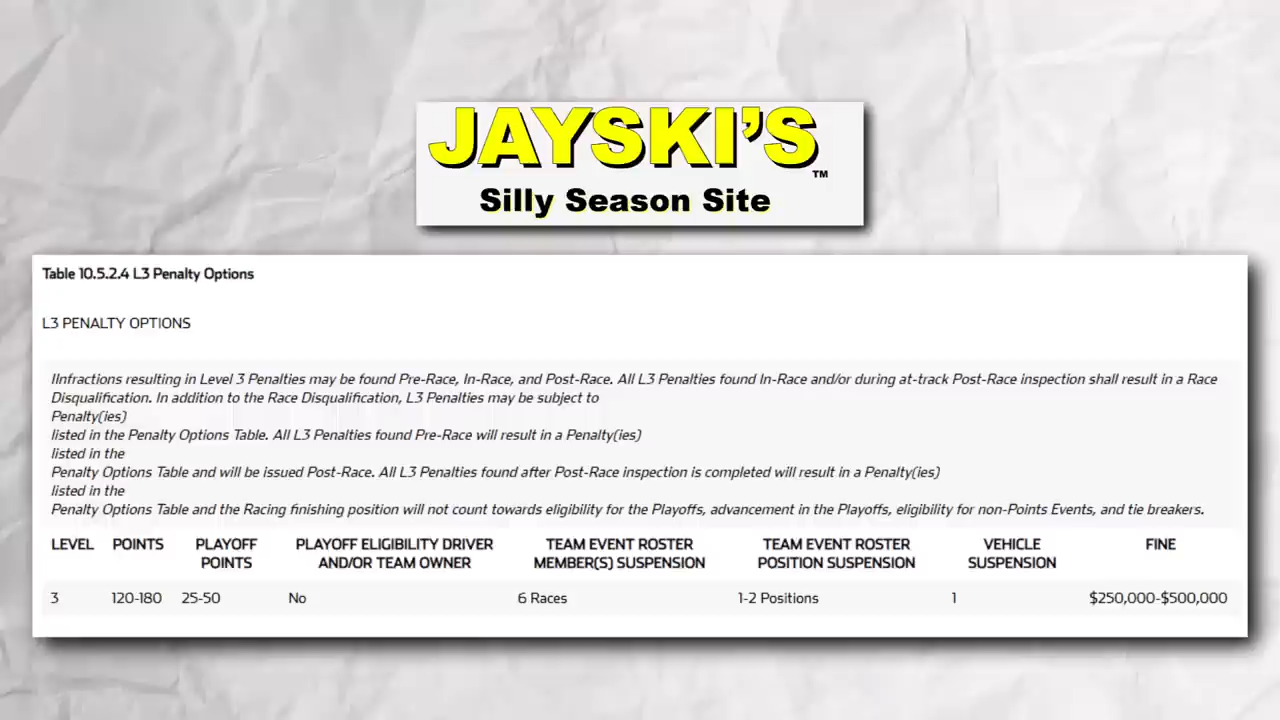 JAYSKI'S
™
Silly Season Site
Table 10.5.2.4 L3 Penalty Options
L3 PENALTY OPTIONS
IInfractions resulting in Level 3 Penalties may be found Pre-Race, In-Race, and Post-Race. All L3 Penalties found In-Race and/or during at-track Post-Race inspection shall result in a Race
Disqualification. In addition to the Race Disqualification, L3 Penalties may be subject to
Penalty(ies)
listed in the Penalty Options Table. All L3 Penalties found Pre-Race will result in a Penalty(ies)
listed in the
Penalty Options Table and will be issued Post-Race. All L3 Penalties found after Post-Race inspection is completed will result in a Penalty(ies)
listed in the
Penalty Options Table and the Racing finishing position will not count towards eligibility for the Playoffs, advancement in the Playoffs, eligibility for non-Points Events, and tie breakers.
LEVEL POINTS PLAYOFF PLAYOFF ELIGIBILITY DRIVER TEAM EVENT ROSTER TEAM EVENT ROSTER VEHICLE FINE
POINTS AND/OR TEAM OWNER MEMBER(S) SUSPENSION POSITION SUSPENSION SUSPENSION
3 120-180 25-50 No 6 Races 1-2 Positions 1 $250,000-$500,000